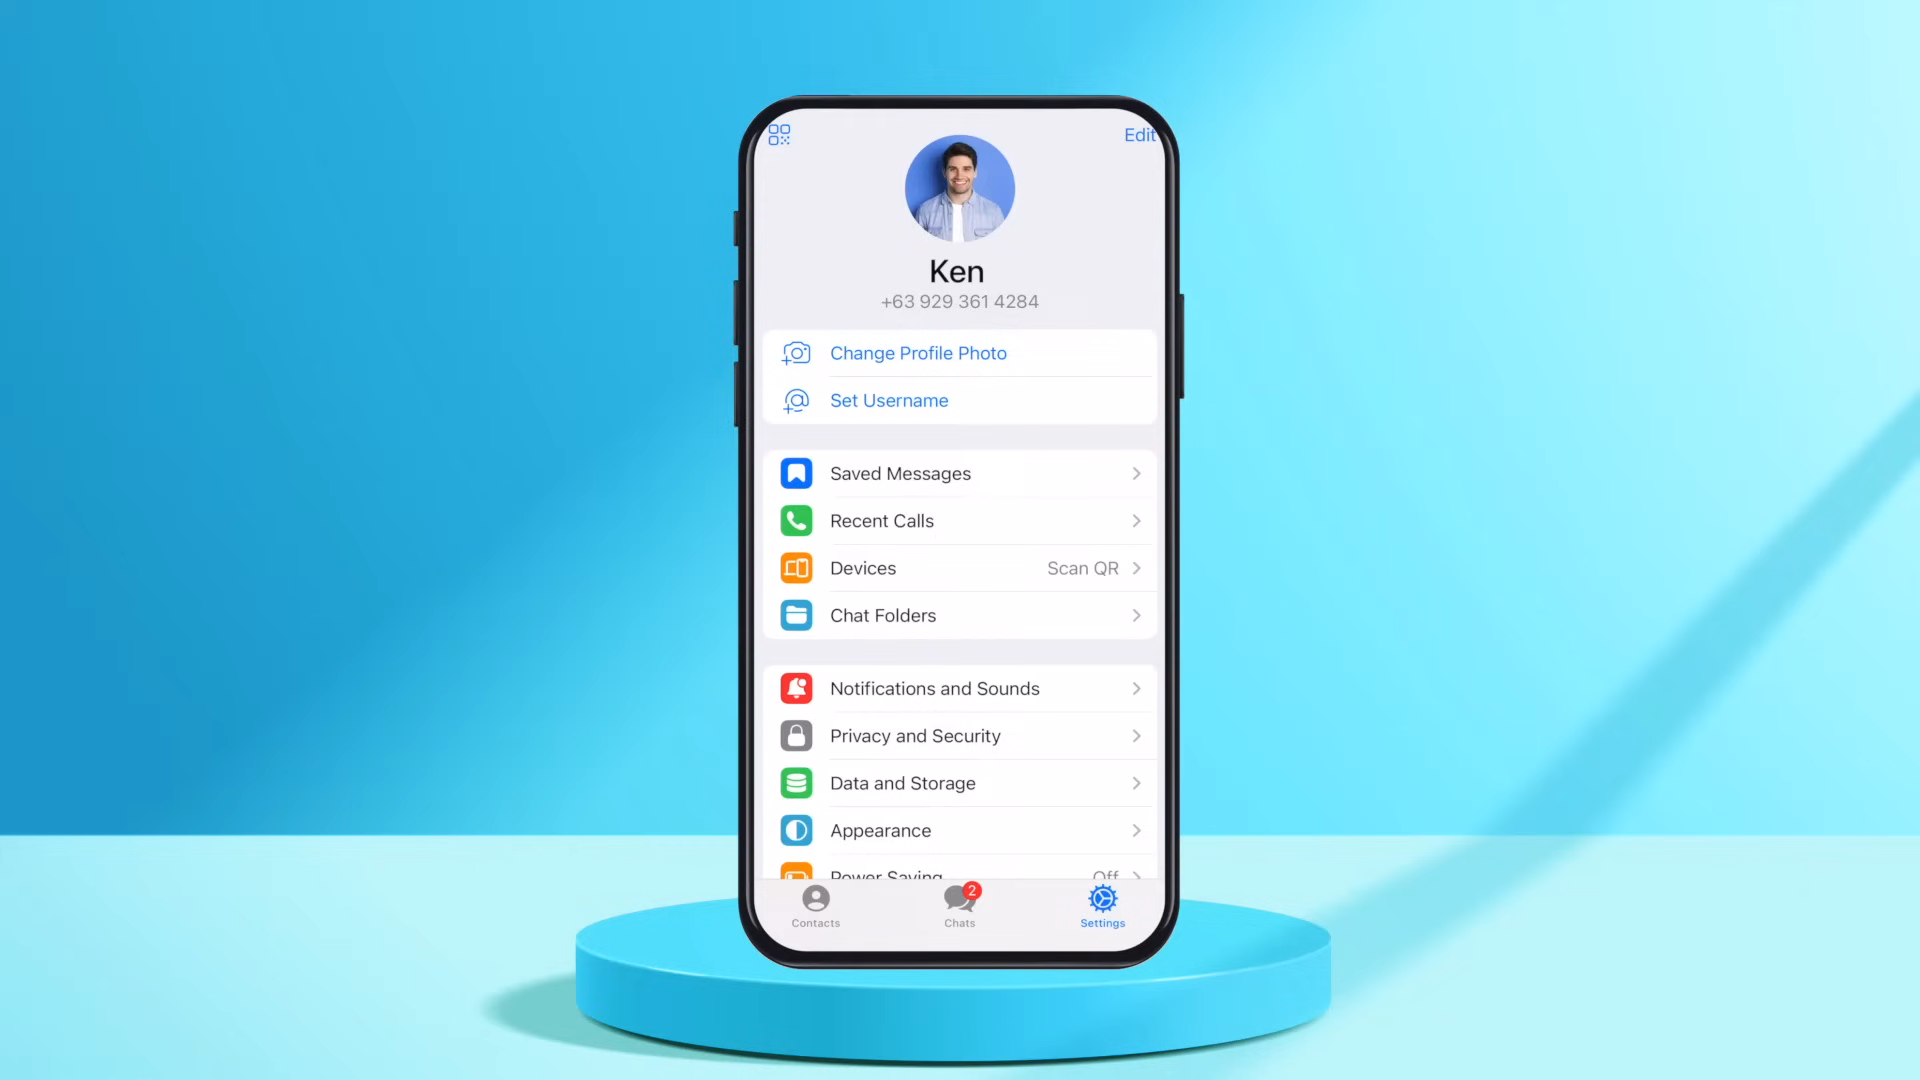 Edit
Ken
+63 929 361 4284
Change Profile Photo
Set Username
Saved Messages
Recent Calls
Devices Scan QR
Chat Folders
Notifications and Sounds
Privacy and Security
Data and Storage
Appearance
Power Saving Off
2
Contacts Chats Settings